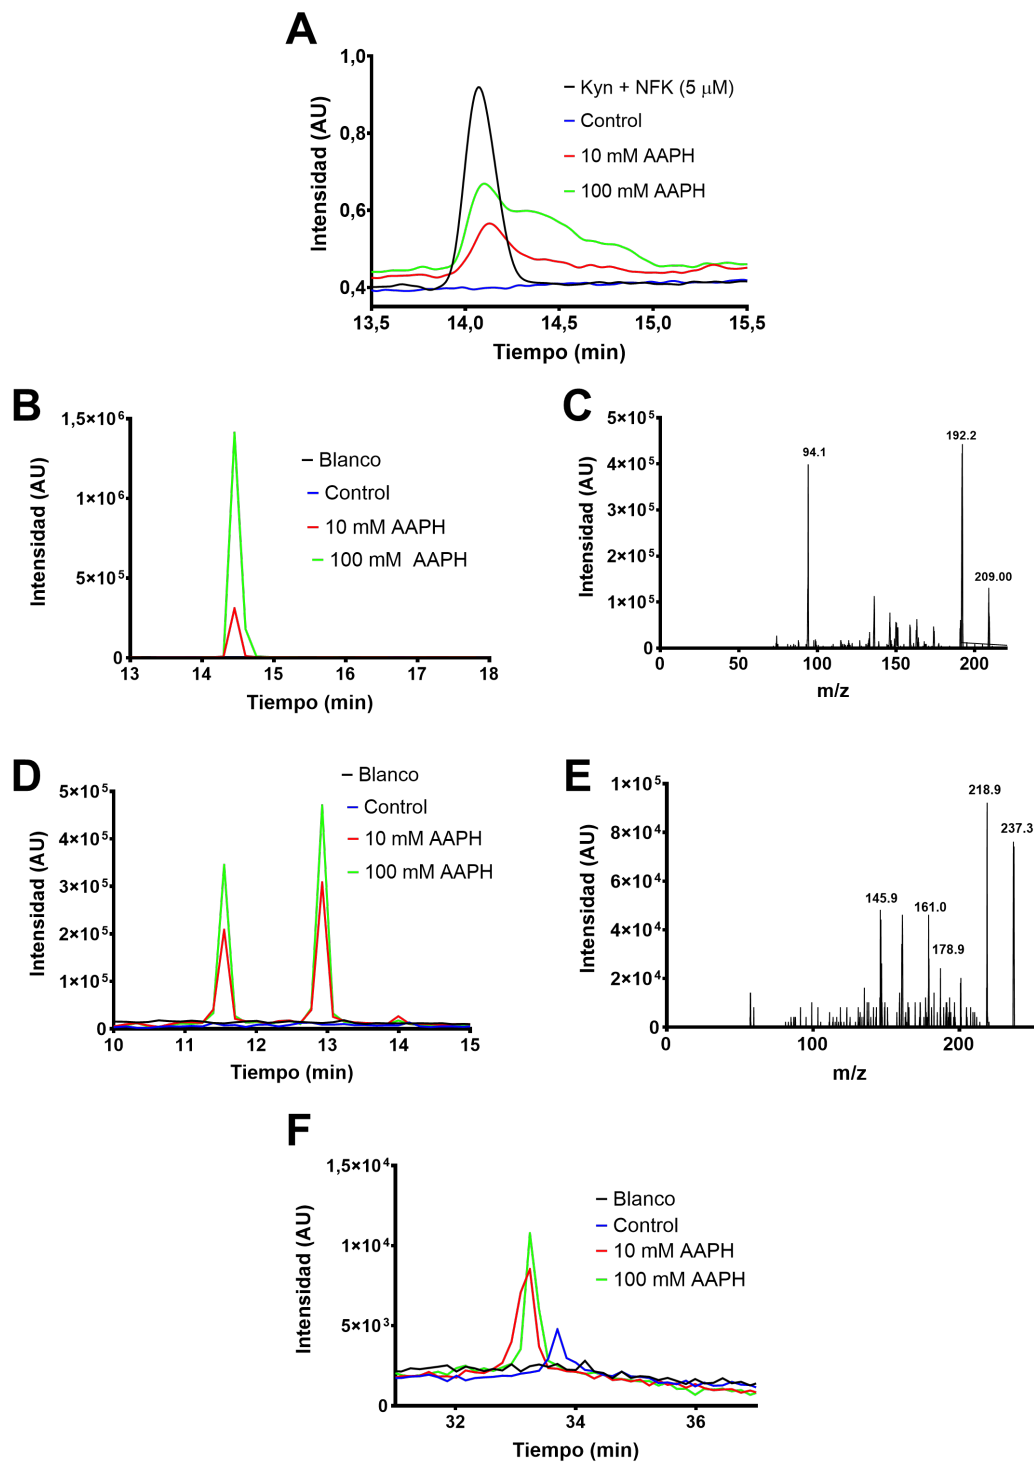 A
1,0
0,8
0,6
0,4
Intensidad (AU)
Kyn + NFK (5 µM)
Control
10 mM AAPH
100 mM AAPH
13,5 14,0 14,5 15,0 15,5
Tiempo (min)
B
1,5×10⁶
1×10⁶
5×10⁵
0
Intensidad (AU)
Blanco
Control
10 mM AAPH
100 mM AAPH
13 14 15 16 17 18
Tiempo (min)
C
5×10⁵
4×10⁵
3×10⁵
2×10⁵
1×10⁵
0
Intensidad (AU)
94.1
192.2
209.00
0 50 100 150 200
m/z
D
5×10⁵
4×10⁵
3×10⁵
2×10⁵
1×10⁵
0
Intensidad (AU)
Blanco
Control
10 mM AAPH
100 mM AAPH
10 11 12 13 14 15
Tiempo (min)
E
1×10⁵
8×10⁴
6×10⁴
4×10⁴
2×10⁴
0
Intensidad (AU)
218.9
237.3
145.9
161.0
178.9
0 100 200
m/z
F
1,5×10⁴
1×10⁴
5×10³
0
Intensidad (AU)
Blanco
Control
10 mM AAPH
100 mM AAPH
32 34 36
Tiempo (min)